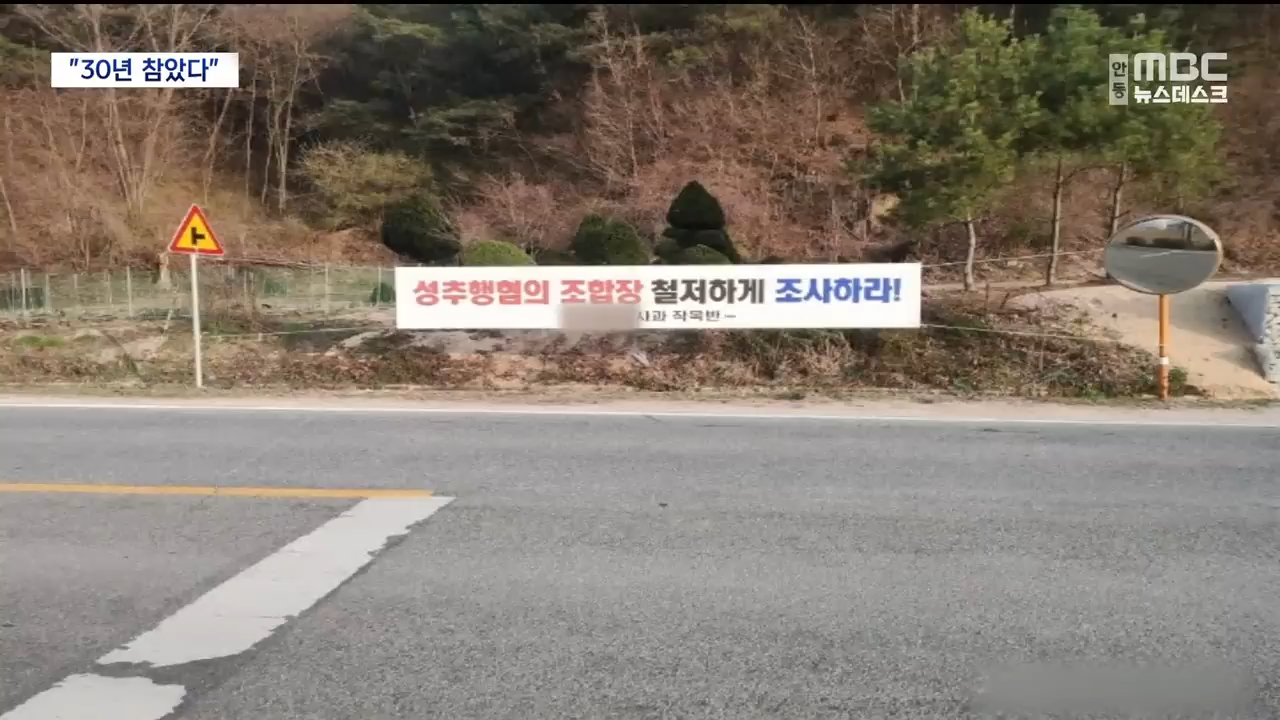 "30년 참았다"
안동 MBC
뉴스데스크
성추행혐의 조합장 철저하게 조사하라!
사과 작목반 -